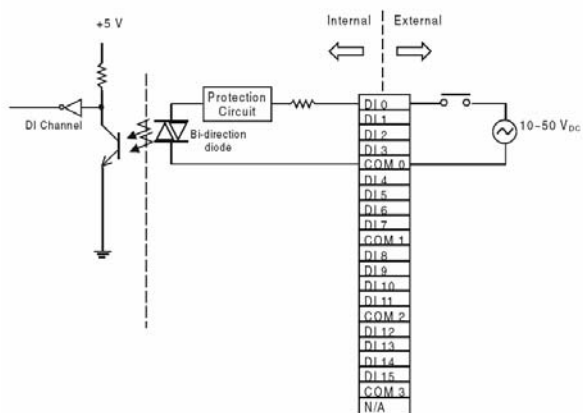 +5 V
Internal
External
DI Channel
Protection
Circuit
Bi-direction
diode
DI 0
DI 1
DI 2
DI 3
COM 0
DI 4
DI 5
DI 6
DI 7
COM 1
DI 8
DI 9
DI 10
DI 11
COM 2
DI 12
DI 13
DI 14
DI 15
COM 3
N/A
10~50 VDC